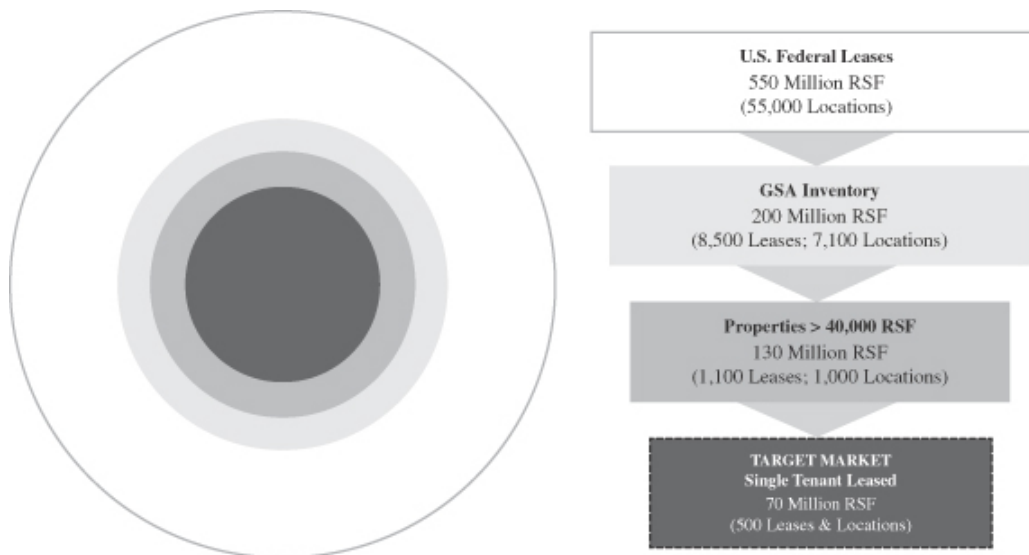 U.S. Federal Leases
550 Million RSF
(55,000 Locations)
GSA Inventory
200 Million RSF
(8,500 Leases; 7,100 Locations)
Properties > 40,000 RSF
130 Million RSF
(1,100 Leases; 1,000 Locations)
TARGET MARKET
Single Tenant Leased
70 Million RSF
(500 Leases & Locations)